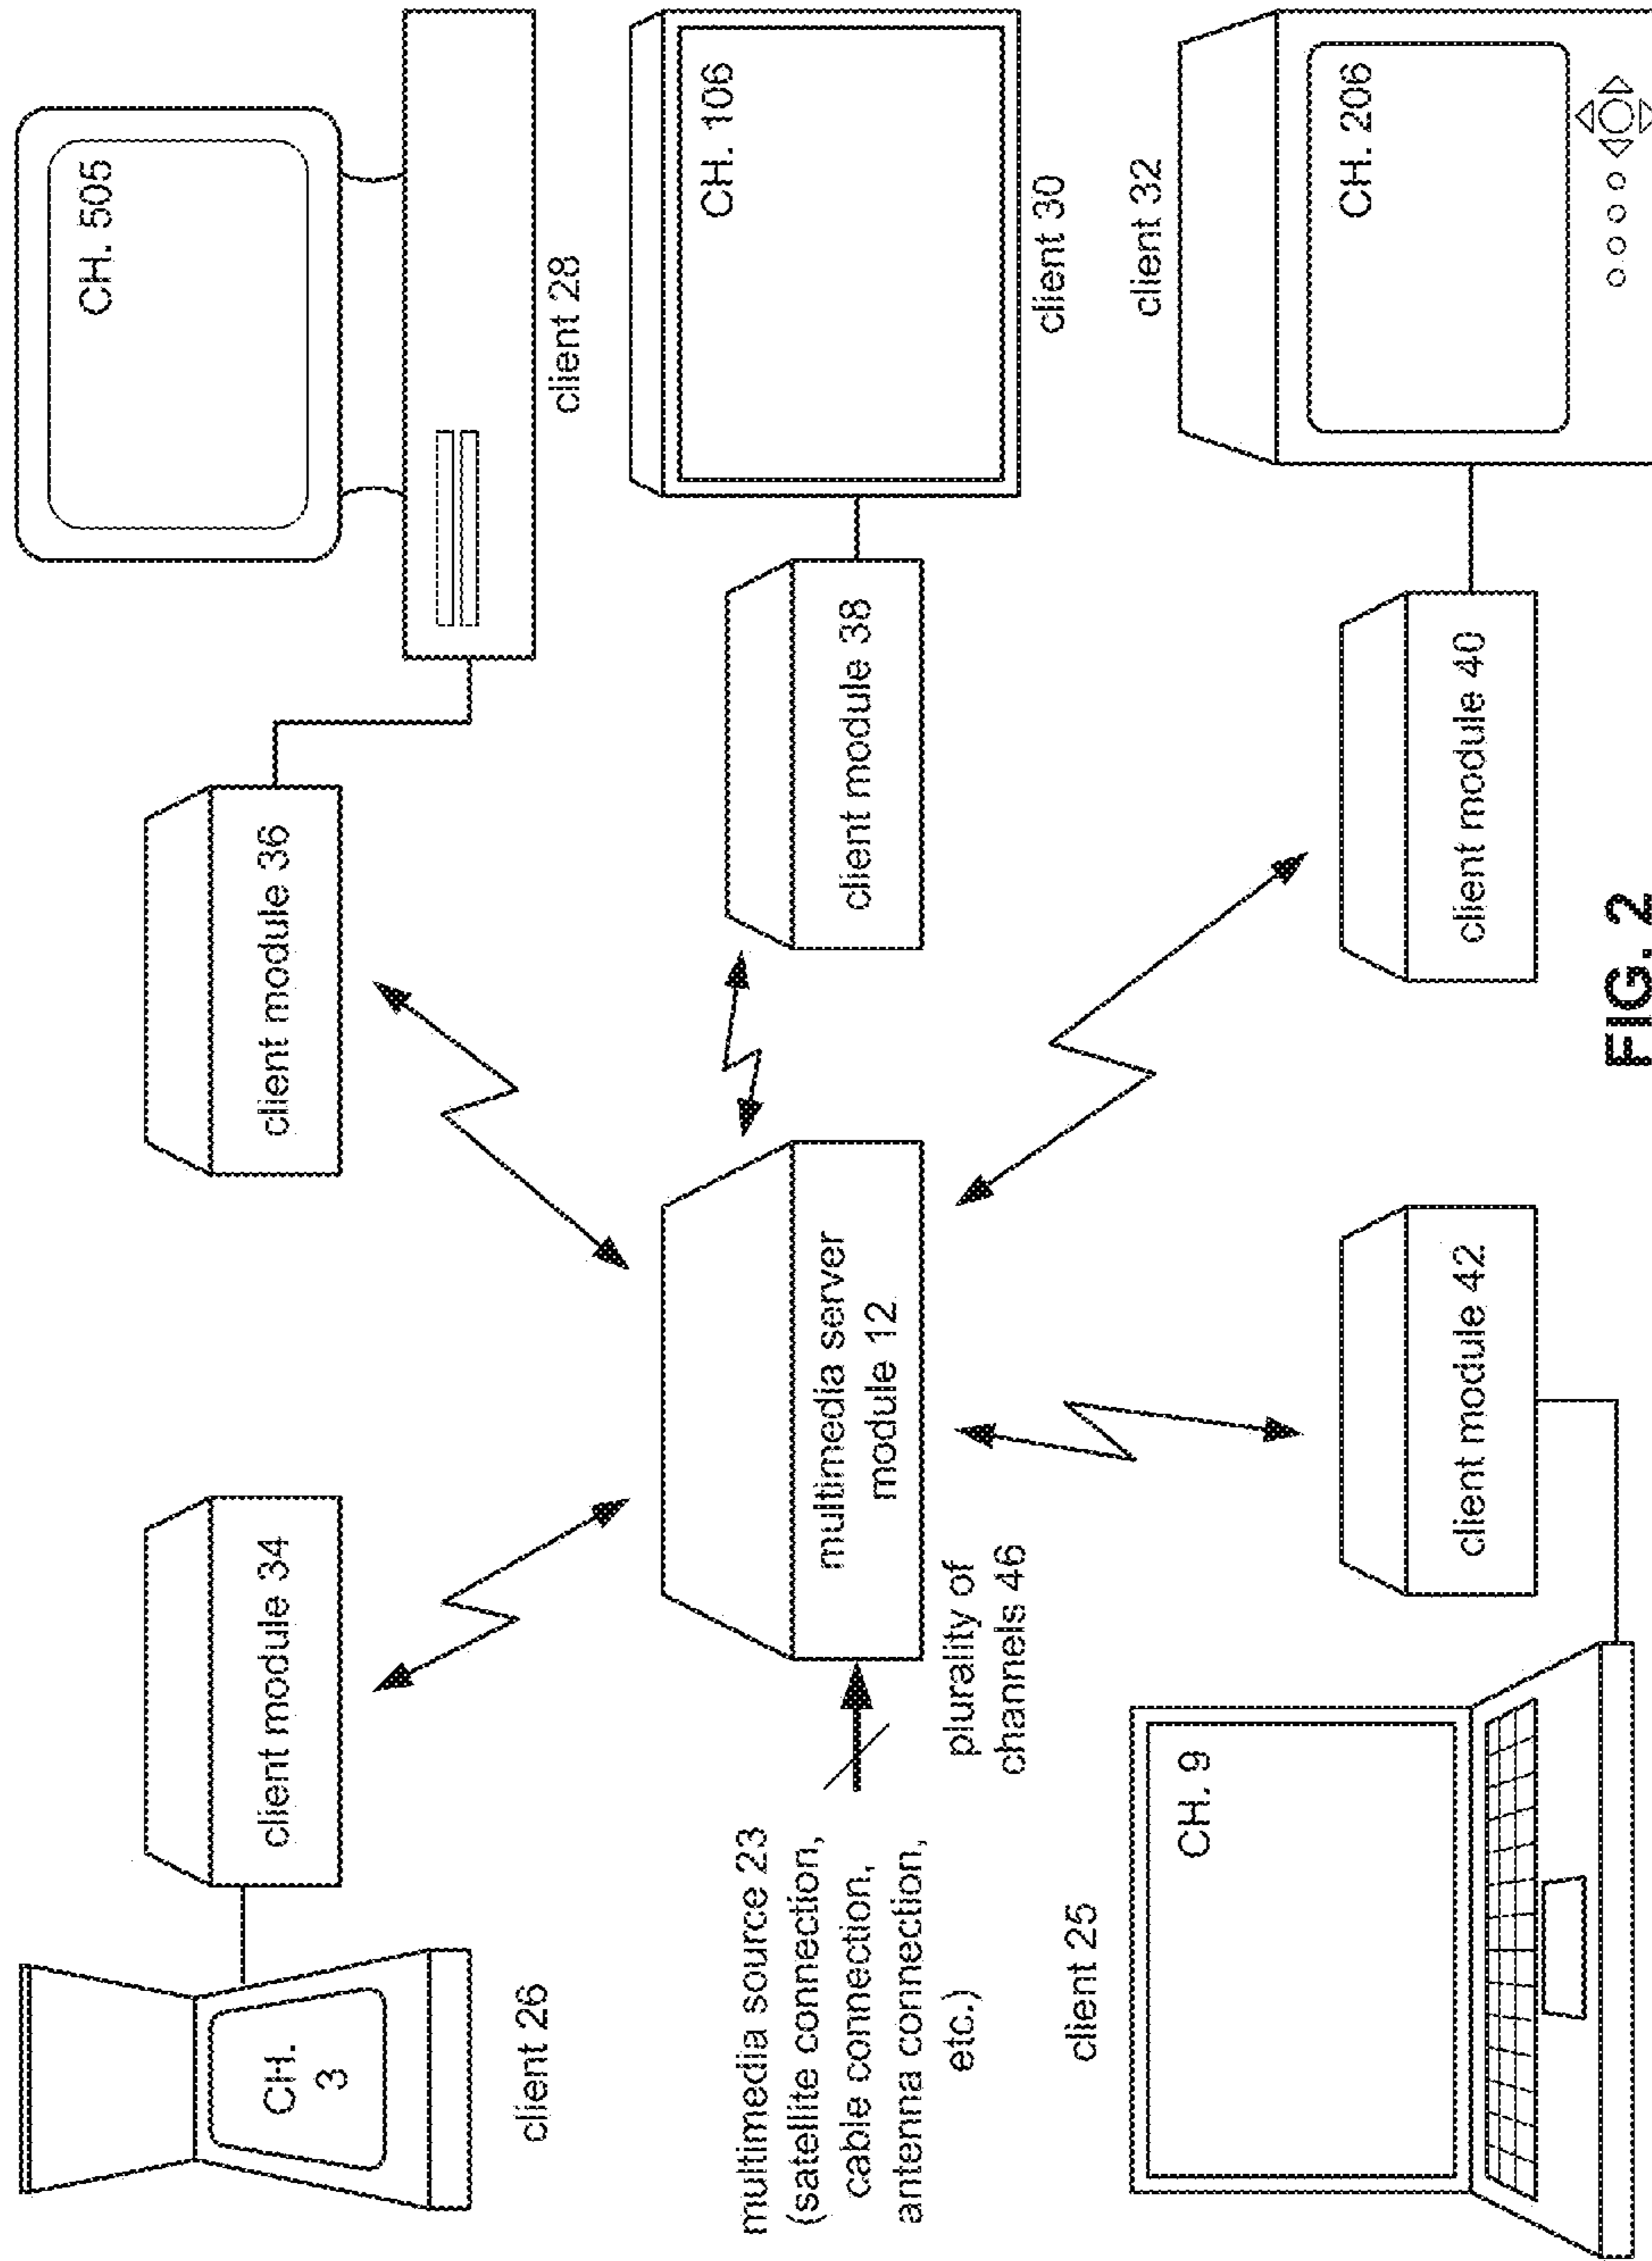 CH.
3
client 26
client module 34
client module 36
CH. 505
client 28
multimedia source 23
(satellite connection,
cable connection,
antenna connection,
etc.)
plurality of
channels 46
multimedia server
module 12
client module 38
CH. 106
client 30
client 25
CH. 9
client module 42
client module 40
client 32
CH. 206
FIG. 2